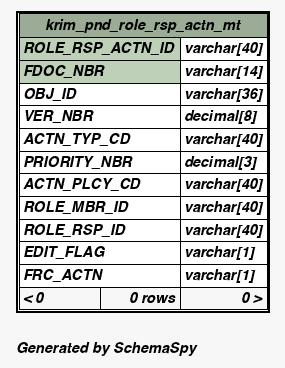 krim_pnd_role_rsp_actn_mt
ROLE_RSP_ACTN_ID varchar[40]
FDOC_NBR varchar[14]
OBJ_ID varchar[36]
VER_NBR decimal[8]
ACTN_TYP_CD varchar[40]
PRIORITY_NBR decimal[3]
ACTN_PLCY_CD varchar[40]
ROLE_MBR_ID varchar[40]
ROLE_RSP_ID varchar[40]
EDIT_FLAG varchar[1]
FRC_ACTN varchar[1]
< 0 0 rows 0 >
Generated by SchemaSpy